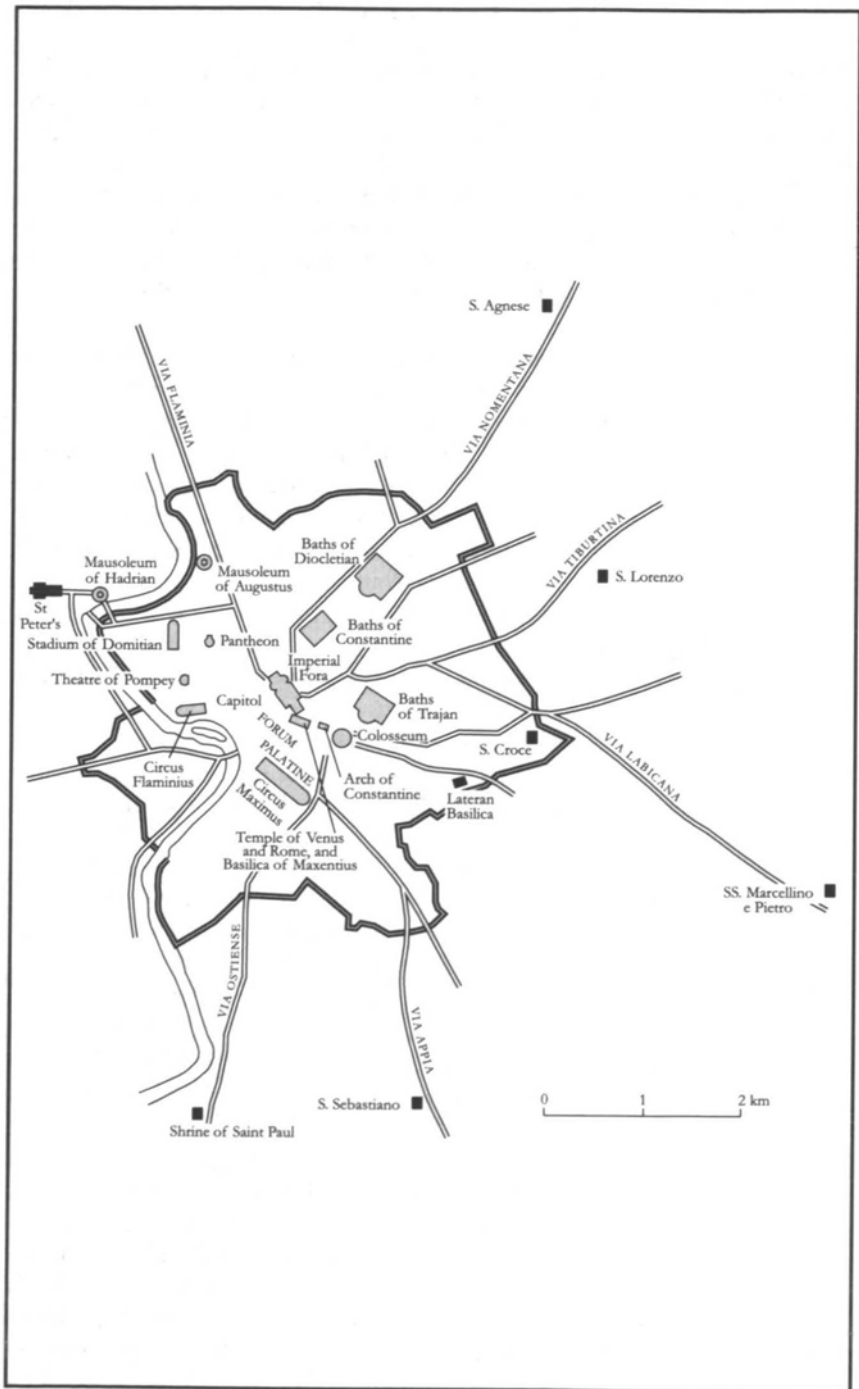 S. Agnese
VIA FLAMINIA
VIA NOMENTANA
Baths of
Diocletian
VIA TIBURTINA
Mausoleum
of Hadrian
Mausoleum
of Augustus
S. Lorenzo
St
Peter's
Stadium of Domitian
Pantheon
Baths of
Constantine
Imperial
Fora
Theatre of Pompey
Capitol
Baths
of Trajan
FORUM
Colosseum
S. Croce
VIA LABICANA
PALATINE
Circus
Flaminius
Circus
Maximus
Arch of
Constantine
Lateran
Basilica
Temple of Venus
and Rome, and
Basilica of Maxentius
SS. Marcellino
e Pietro
VIA OSTIENSE
VIA APPIA
S. Sebastiano
0 1 2 km
Shrine of Saint Paul